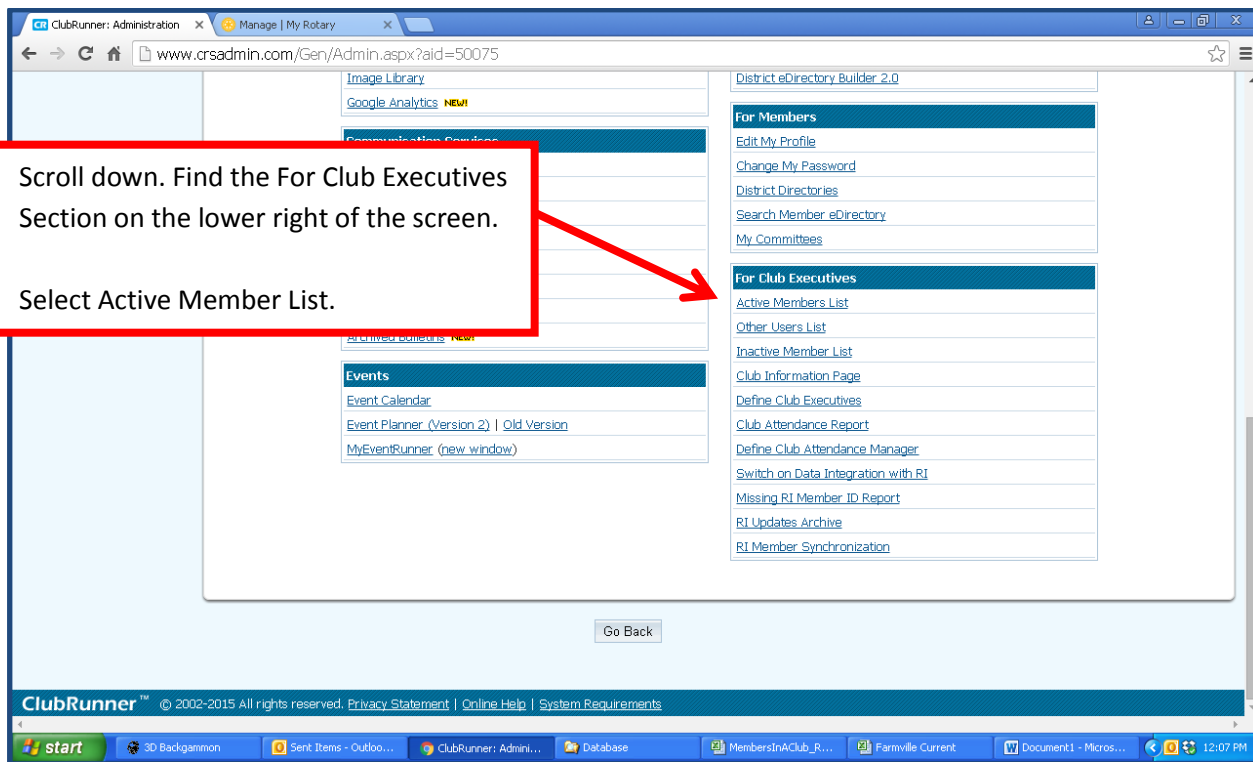 ClubRunner: Administration
Manage | My Rotary
www.crsadmin.com/Gen/Admin.aspx?aid=50075
Image Library
Google Analytics NEW!
Communication Services
Scroll down. Find the For Club Executives
Section on the lower right of the screen.
Select Active Member List.
Archived Bulletins NEW!
Events
Event Calendar
Event Planner (Version 2) | Old Version
MyEventRunner (new window)
District eDirectory Builder 2.0
For Members
Edit My Profile
Change My Password
District Directories
Search Member eDirectory
My Committees
For Club Executives
Active Members List
Other Users List
Inactive Member List
Club Information Page
Define Club Executives
Club Attendance Report
Define Club Attendance Manager
Switch on Data Integration with RI
Missing RI Member ID Report
RI Updates Archive
RI Member Synchronization
Go Back
ClubRunner™ © 2002-2015 All rights reserved. Privacy Statement | Online Help | System Requirements
start 3D Backgammon Sent Items - Outloo... ClubRunner: Admini... Database MembersInAClub_R... Farmville Current Document1 - Micros... 12:07 PM